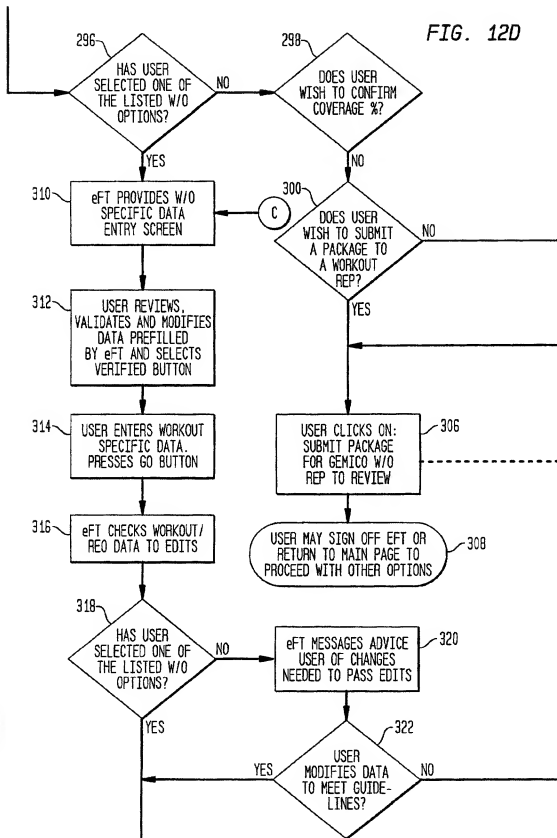 FIG. 12D
296
HAS USER
SELECTED ONE OF
THE LISTED W/O
OPTIONS?
NO
YES
298
DOES USER
WISH TO CONFIRM
COVERAGE %?
NO
310
eFT PROVIDES W/O
SPECIFIC DATA
ENTRY SCREEN
C
300
DOES USER
WISH TO SUBMIT
A PACKAGE TO
A WORKOUT
REP?
NO
YES
312
USER REVIEWS,
VALIDATES AND MODIFIES
DATA PREFILLED
BY eFT AND SELECTS
VERIFIED BUTTON
314
USER ENTERS WORKOUT
SPECIFIC DATA.
PRESSES GO BUTTON
306
USER CLICKS ON:
SUBMIT PACKAGE
FOR GEMICO W/O
REP TO REVIEW
316
eFT CHECKS WORKOUT/
REO DATA TO EDITS
308
USER MAY SIGN OFF EFT OR
RETURN TO MAIN PAGE TO
PROCEED WITH OTHER OPTIONS
318
HAS USER
SELECTED ONE OF
THE LISTED W/O
OPTIONS?
NO
YES
320
eFT MESSAGES ADVICE
USER OF CHANGES
NEEDED TO PASS EDITS
322
USER
MODIFIES DATA
TO MEET GUIDE-
LINES?
YES
NO